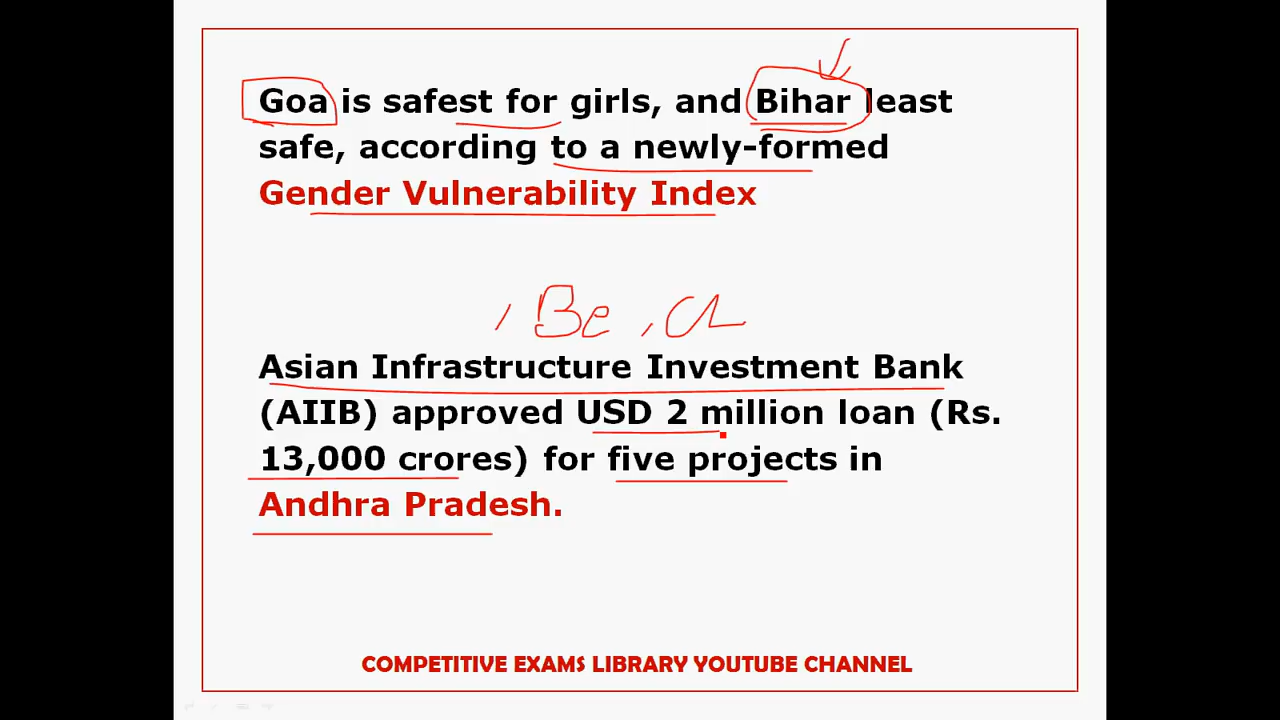 Goa is safest for girls, and Bihar least
safe, according to a newly-formed
Gender Vulnerability Index
, Be, Ch
Asian Infrastructure Investment Bank
(AIIB) approved USD 2 million loan (Rs.
13,000 crores) for five projects in
Andhra Pradesh.
COMPETITIVE EXAMS LIBRARY YOUTUBE CHANNEL